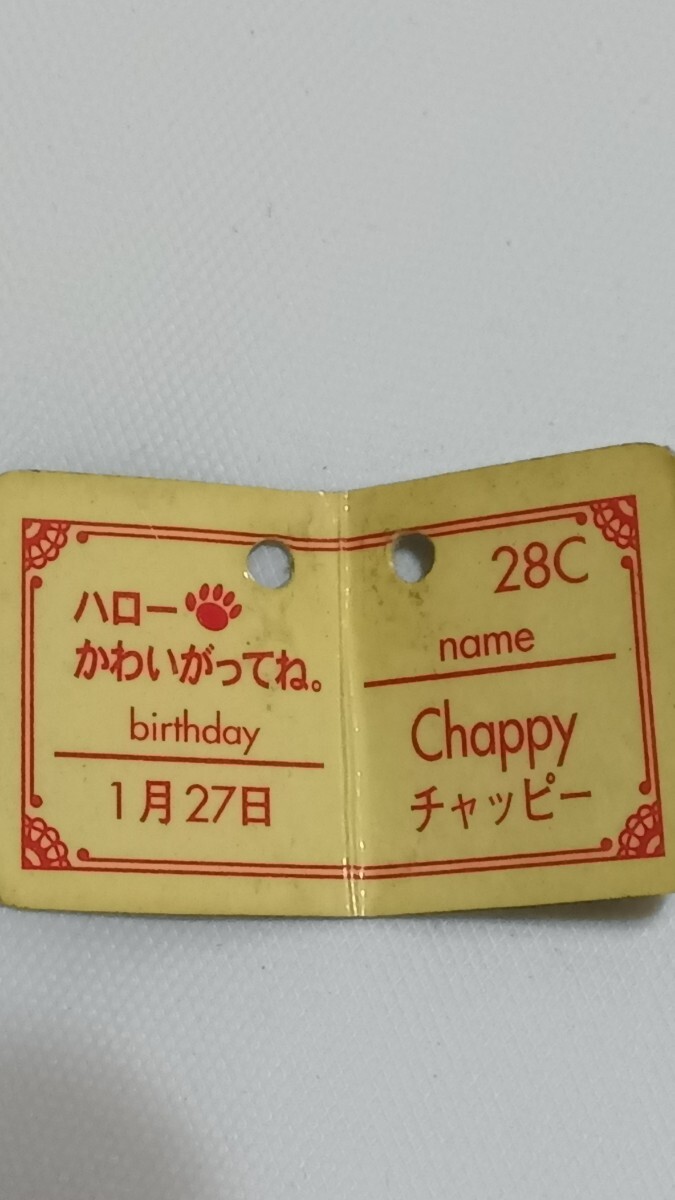 ハロー
かわいがってね。
birthday
1月27日
28C
name
Chappy
チャッピー